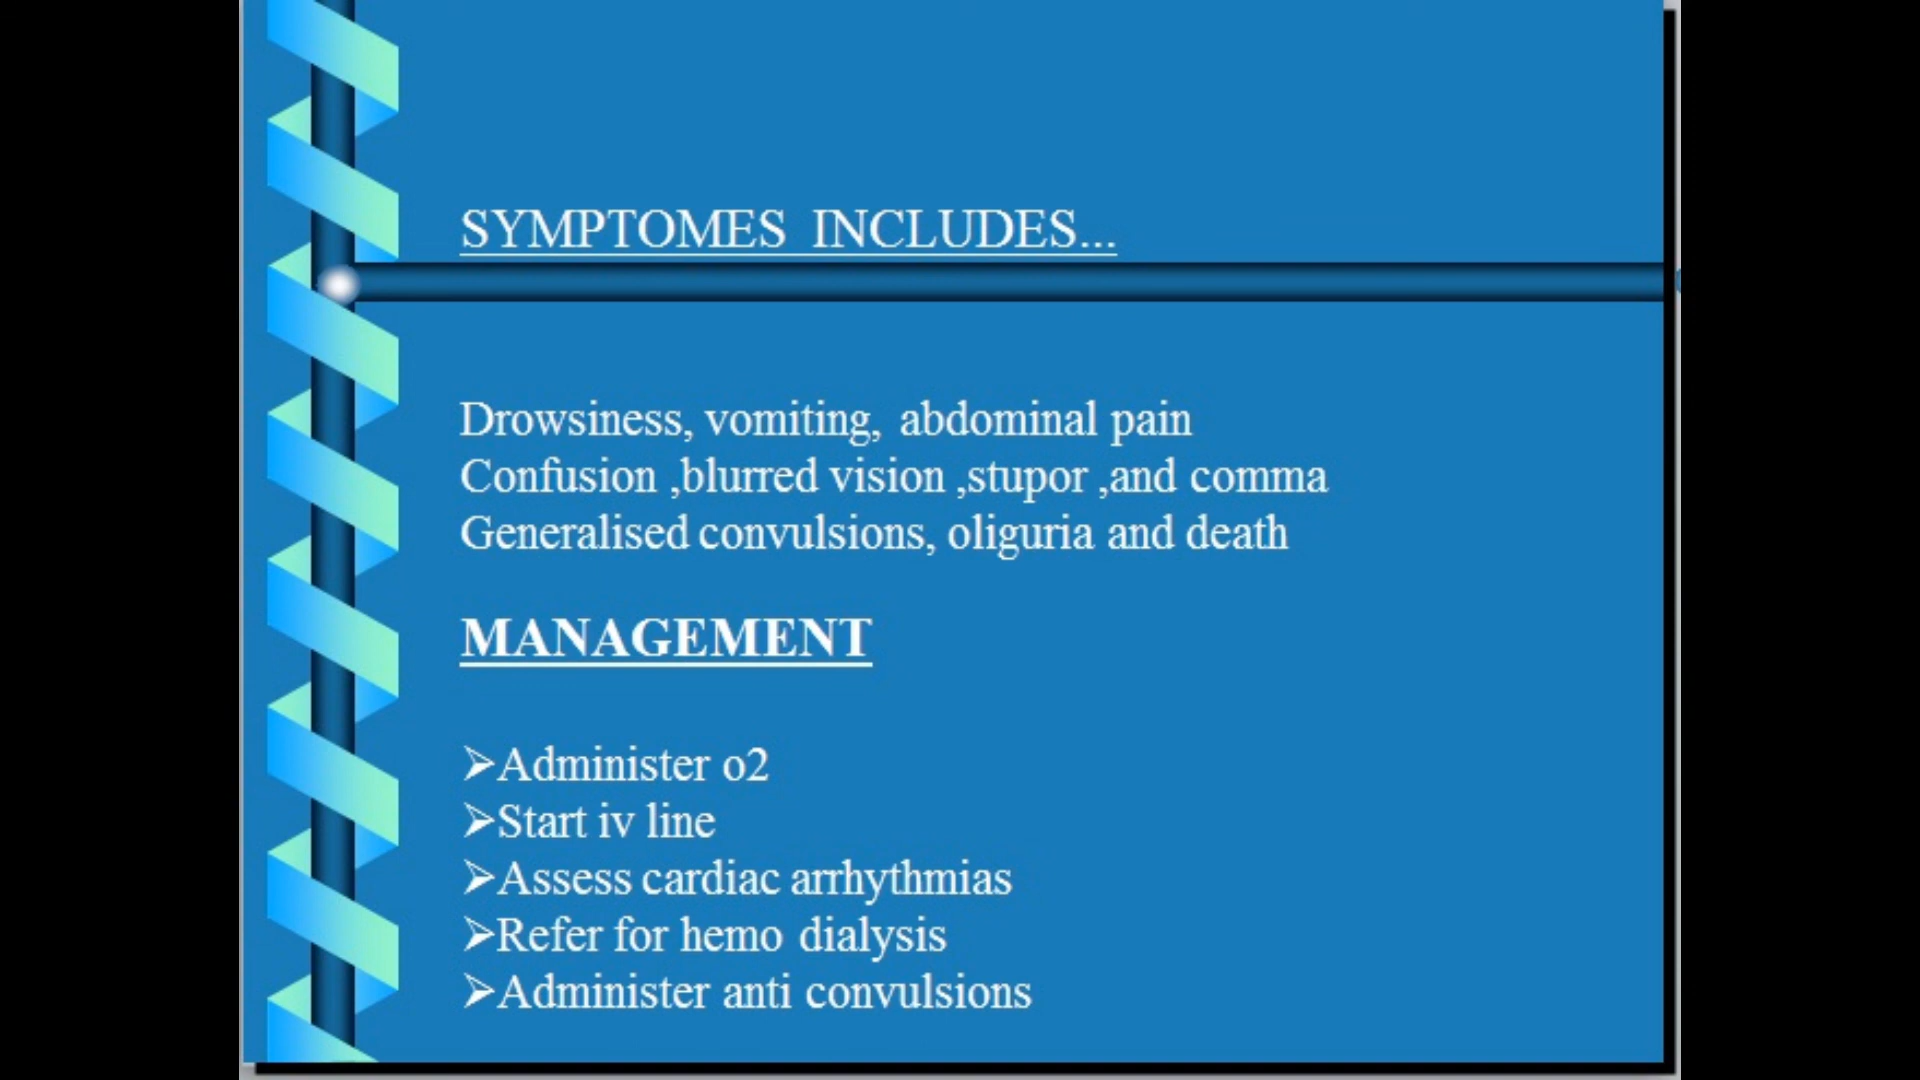 SYMPTOMES INCLUDES...
Drowsiness, vomiting, abdominal pain
Confusion ,blurred vision ,stupor ,and comma
Generalised convulsions, oliguria and death
MANAGEMENT
➢Administer o2
➢Start iv line
➢Assess cardiac arrhythmias
➢Refer for hemo dialysis
➢Administer anti convulsions